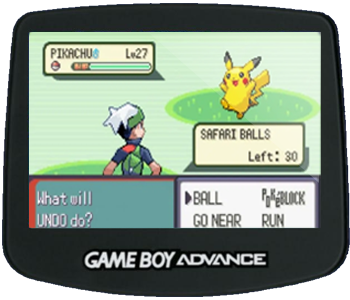 PIKACHU♂ Lv27
SAFARI BALLS
Left: 30
What will
UNDO do?
▶BALL POKéBLOCK
GO NEAR RUN
GAME BOY ADVANCE